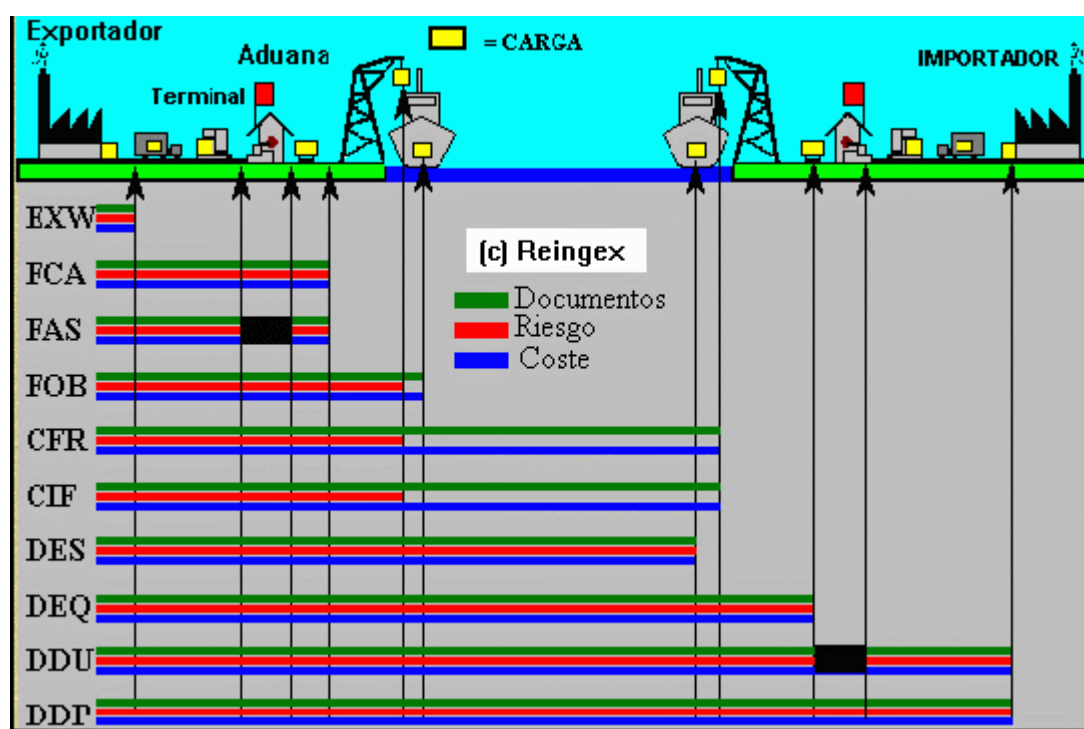 Exportador
= CARGA
Aduana
IMPORTADOR
Terminal
EXW
(c) Reingex
FCA
Documentos
FAS
Riesgo
Coste
FOB
CFR
CIF
DES
DEQ
DDU
DDP